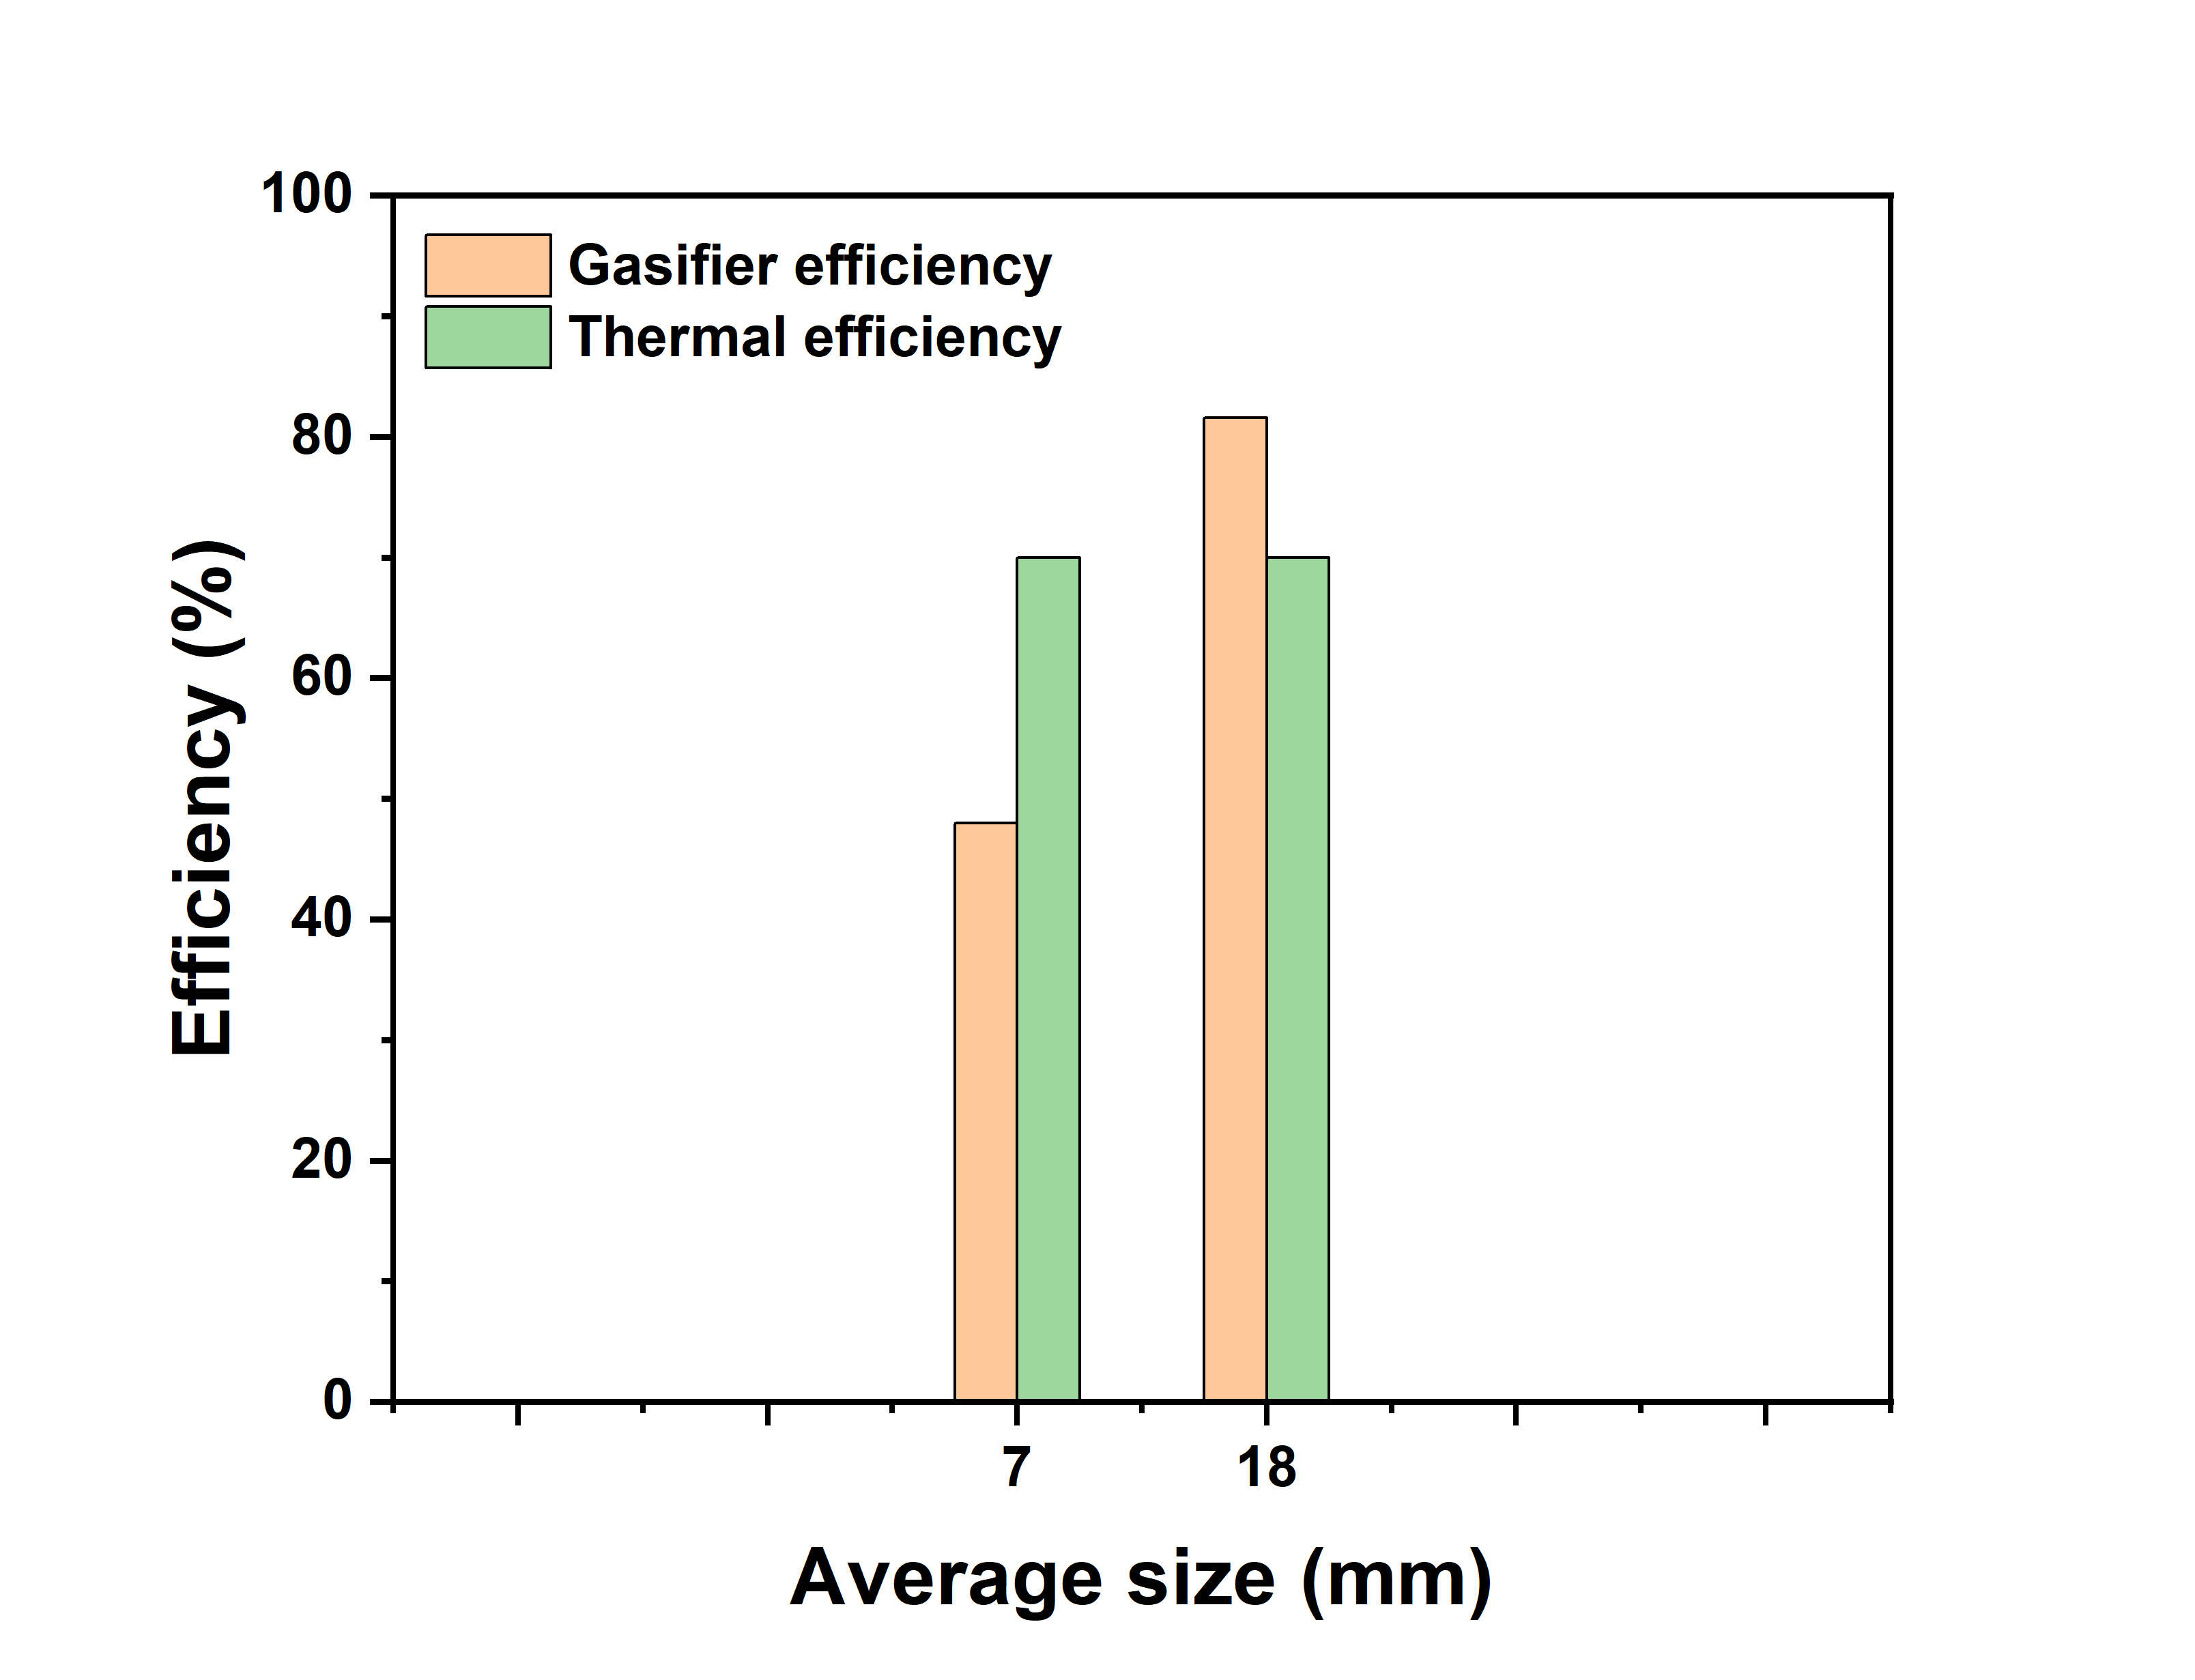 100
80
60
40
20
0
Gasifier efficiency
Thermal efficiency
Efficiency (%)
7
18
Average size (mm)